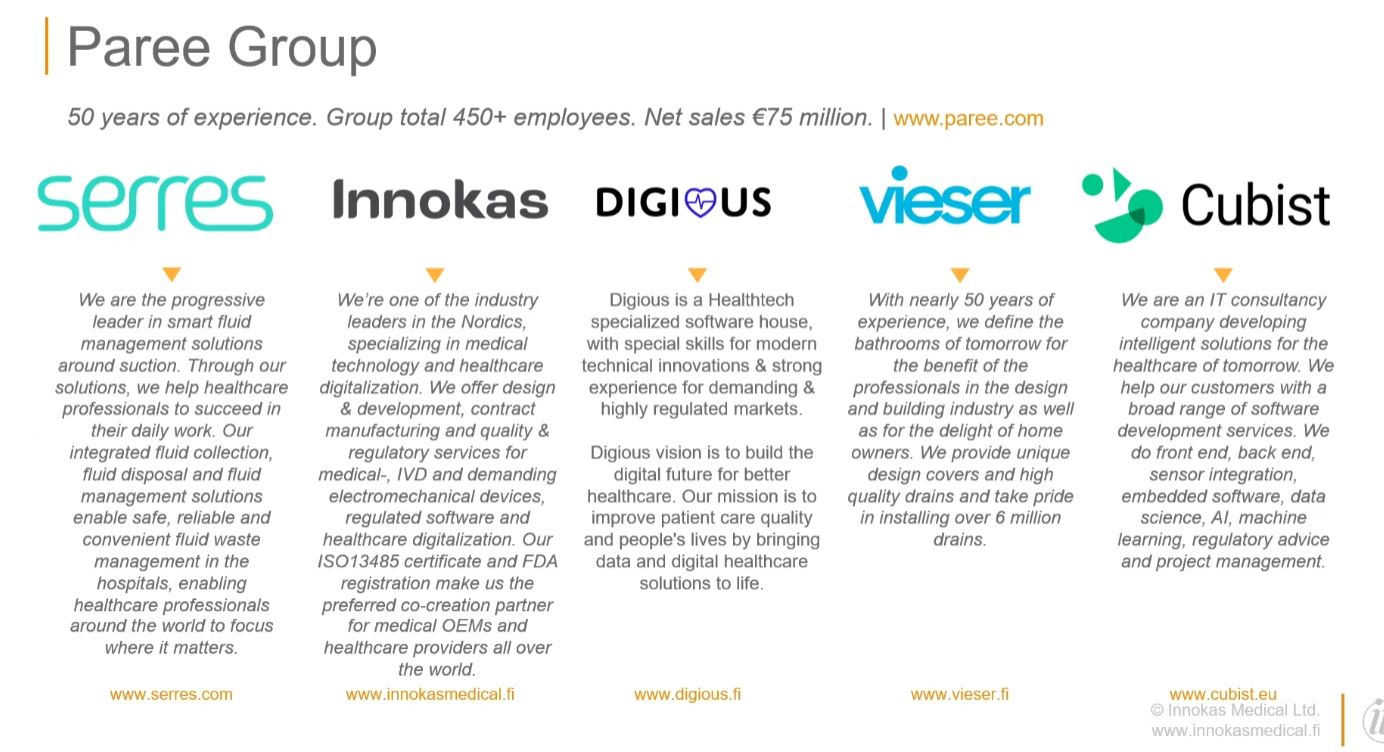 Paree Group
50 years of experience. Group total 450+ employees. Net sales €75 million. | www.paree.com
serres
We are the progressive
leader in smart fluid
management solutions
around suction. Through our
solutions, we help healthcare
professionals to succeed in
their daily work. Our
integrated fluid collection,
fluid disposal and fluid
management solutions
enable safe, reliable and
convenient fluid waste
management in the
hospitals, enabling
healthcare professionals
around the world to focus
where it matters.
www.serres.com
Innokas
We're one of the industry
leaders in the Nordics,
specializing in medical
technology and healthcare
digitalization. We offer design
& development, contract
manufacturing and quality &
regulatory services for
medical-, IVD and demanding
electromechanical devices,
regulated software and
healthcare digitalization. Our
ISO13485 certificate and FDA
registration make us the
preferred co-creation partner
for medical OEMs and
healthcare providers all over
the world.
www.innokasmedical.fi
DIGIOUS
Digious is a Healthtech
specialized software house,
with special skills for modern
technical innovations & strong
experience for demanding &
highly regulated markets.
Digious vision is to build the
digital future for better
healthcare. Our mission is to
improve patient care quality
and people's lives by bringing
data and digital healthcare
solutions to life.
www.digious.fi
vieser
With nearly 50 years of
experience, we define the
bathrooms of tomorrow for
the benefit of the
professionals in the design
and building industry as well
as for the delight of home
owners. We provide unique
design covers and high
quality drains and take pride
in installing over 6 million
drains.
www.vieser.fi
Cubist
We are an IT consultancy
company developing
intelligent solutions for the
healthcare of tomorrow. We
help our customers with a
broad range of software
development services. We
do front end, back end,
sensor integration,
embedded software, data
science, AI, machine
learning, regulatory advice
and project management.
www.cubist.eu
© Innokas Medical Ltd.
www.innokasmedical.fi